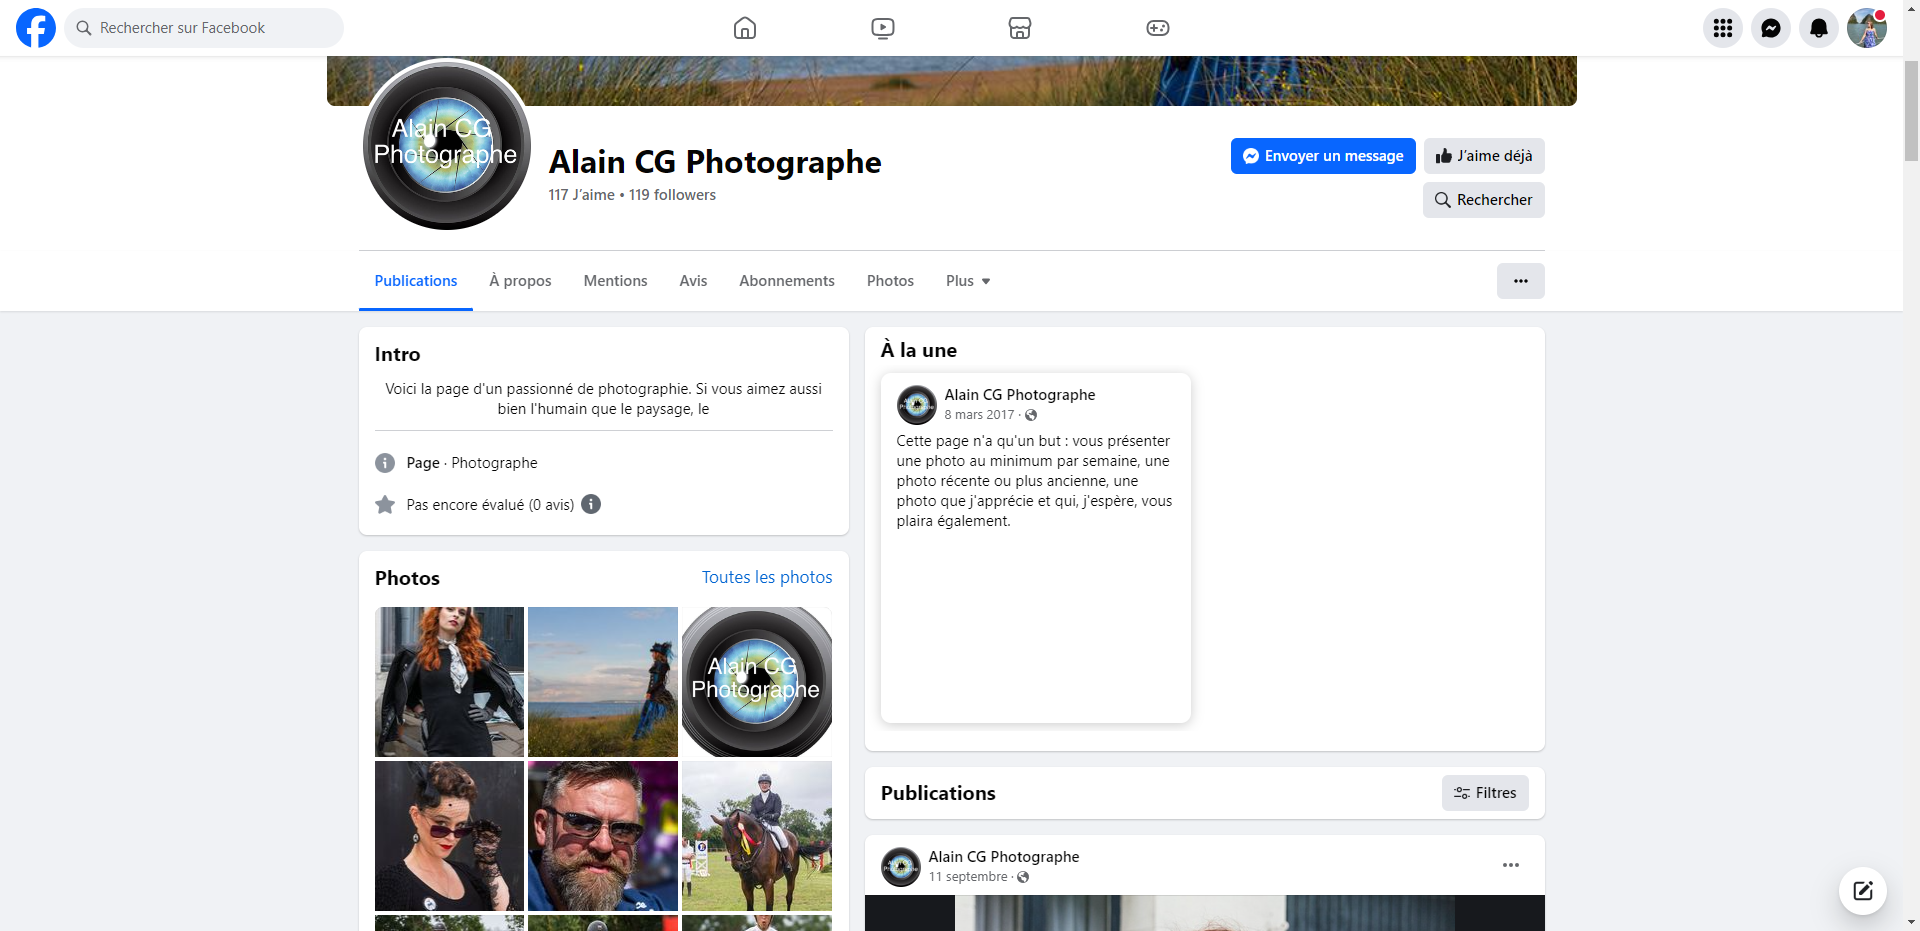 Rechercher sur Facebook
Alain CG
Photographe
Alain CG Photographe
117 J’aime • 119 followers
Envoyer un message
J’aime déjà
Rechercher
Publications
À propos
Mentions
Avis
Abonnements
Photos
Plus
Intro
Voici la page d'un passionné de photographie. Si vous aimez aussi
bien l'humain que le paysage, le
Page · Photographe
Pas encore évalué (0 avis)
Photos
Toutes les photos
Alain CG
Photographe
À la une
Alain CG Photographe
8 mars 2017 ·
Cette page n'a qu'un but : vous présenter
une photo au minimum par semaine, une
photo récente ou plus ancienne, une
photo que j'apprécie et qui, j'espère, vous
plaira également.
Publications
Filtres
Alain CG Photographe
11 septembre ·